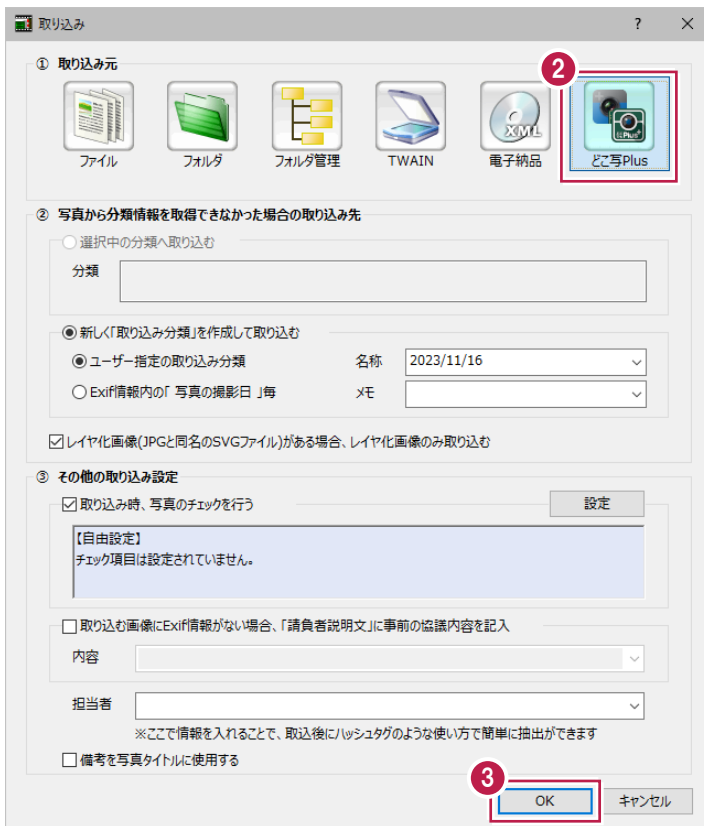 取り込み
? ×
① 取り込み元
2
ファイル
フォルダ
フォルダ管理
TWAIN
XML
電子納品
Plus
どこ写Plus
② 写真から分類情報を取得できなかった場合の取り込み先
選択中の分類へ取り込む
分類
新しく「取り込み分類」を作成して取り込む
ユーザー指定の取り込み分類
名称 2023/11/16
Exif情報内の「 写真の撮影日 」毎
メモ
レイヤ化画像(JPGと同名のSVGファイル)がある場合、レイヤ化画像のみ取り込む
③ その他の取り込み設定
取り込み時、写真のチェックを行う
設定
【自由設定】
チェック項目は設定されていません。
取り込む画像にExif情報がない場合、「請負者説明文」に事前の協議内容を記入
内容
担当者
※ここで情報を入れることで、取込後にハッシュタグのような使い方で簡単に抽出ができます
備考を写真タイトルに使用する
3
OK
キャンセル